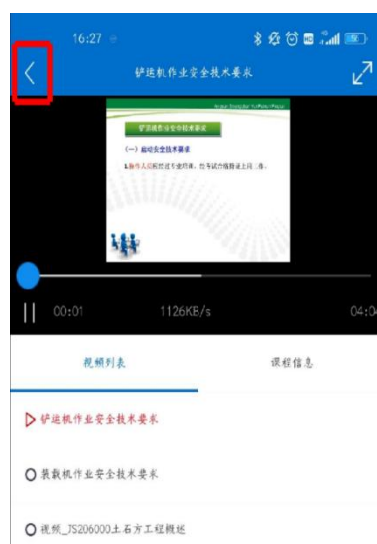 16:27
铲运机作业安全技术要求
铲运机作业安全技术要求
(一) 启动安全技术要求
00:01
1126KB/s
04:04
视频列表
课程信息
铲运机作业安全技术要求
装载机作业安全技术要求
视频_JS206000土石方工程概述